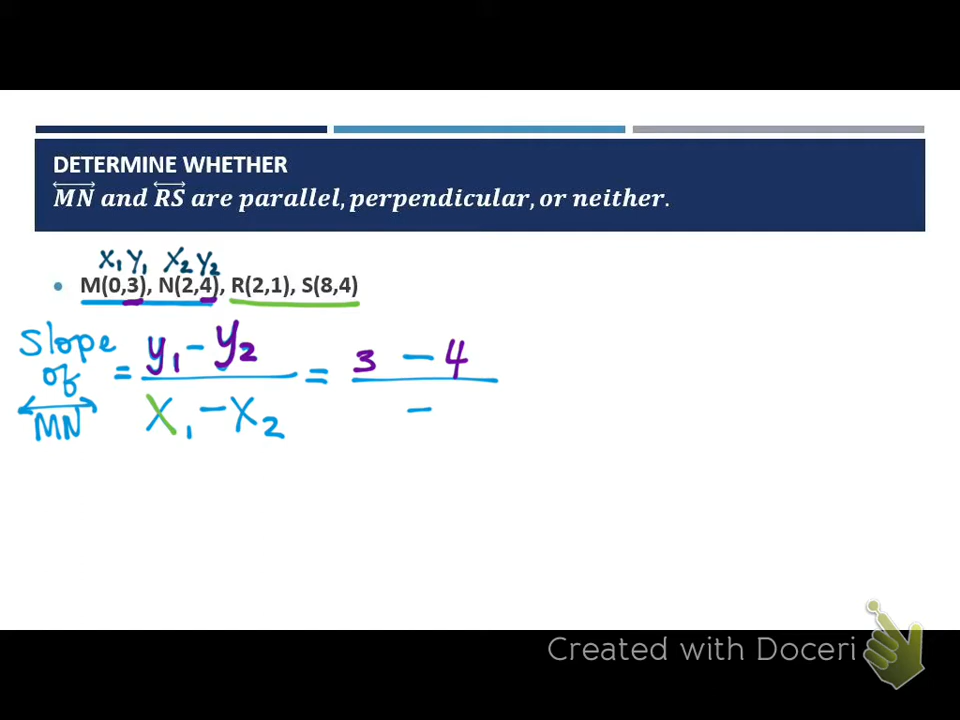 DETERMINE WHETHER
MN and RS are parallel, perpendicular, or neither.
X₁ Y₁ X₂ Y₂
• M(0,3), N(2,4), R(2,1), S(8,4)
Slope of MN = y₁ - y₂ / X₁ - X₂ = 3 - 4 / -
Created with Doceri